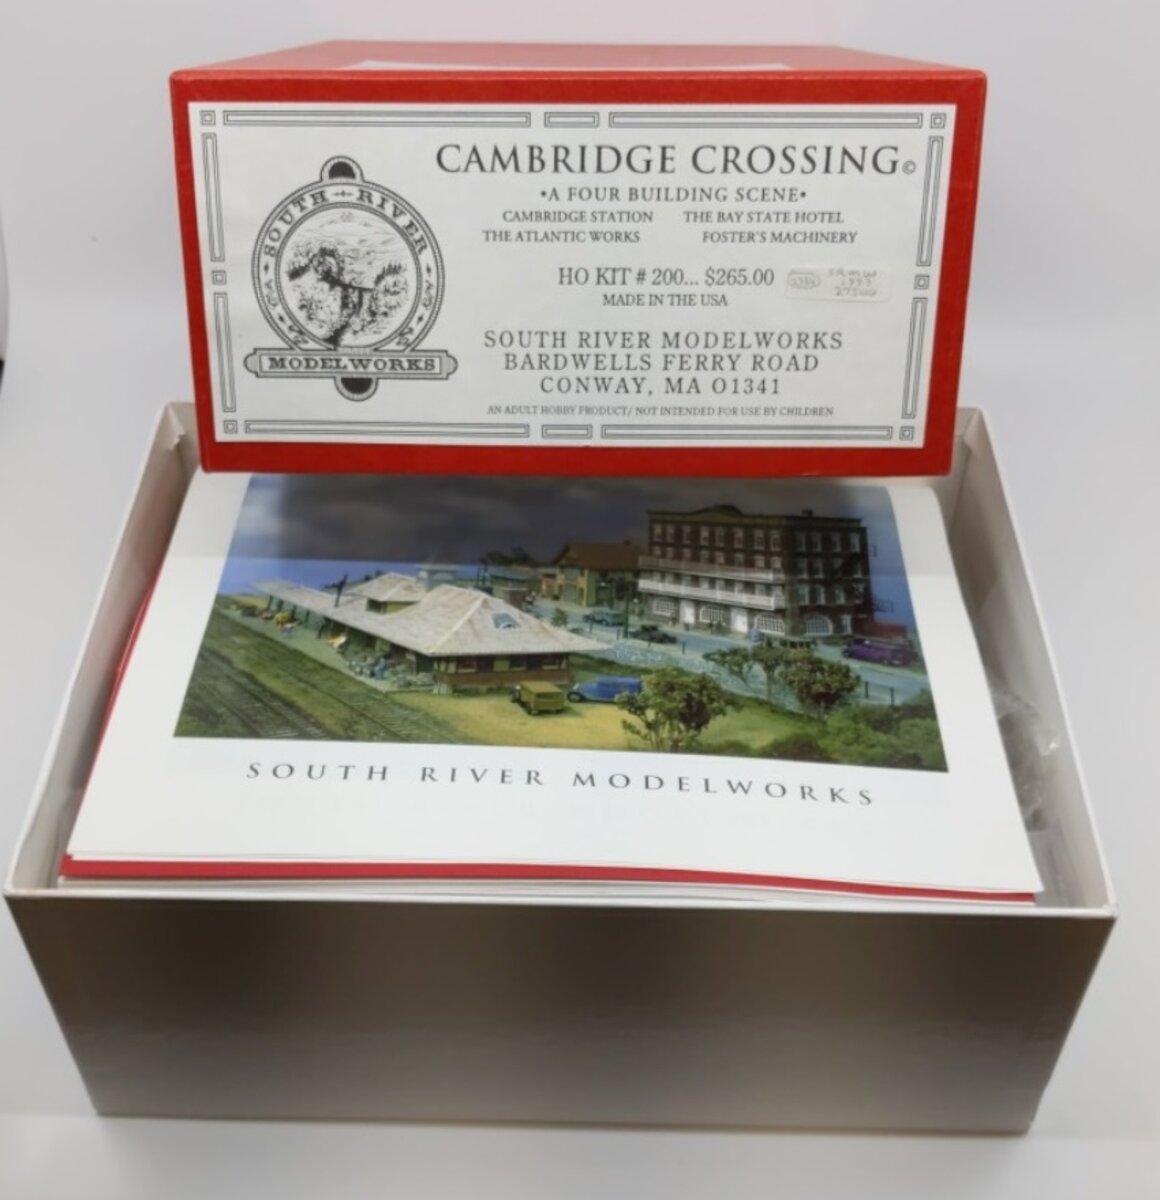 CAMBRIDGE CROSSING©
•A FOUR BUILDING SCENE•
CAMBRIDGE STATION THE BAY STATE HOTEL
THE ATLANTIC WORKS FOSTER'S MACHINERY
HO KIT # 200... $265.00
MADE IN THE USA
SOUTH RIVER MODELWORKS
BARDWELLS FERRY ROAD
CONWAY, MA 01341
AN ADULT HOBBY PRODUCT/ NOT INTENDED FOR USE BY CHILDREN
SOUTH RIVER
MODELWORKS
SOUTH RIVER MODELWORKS